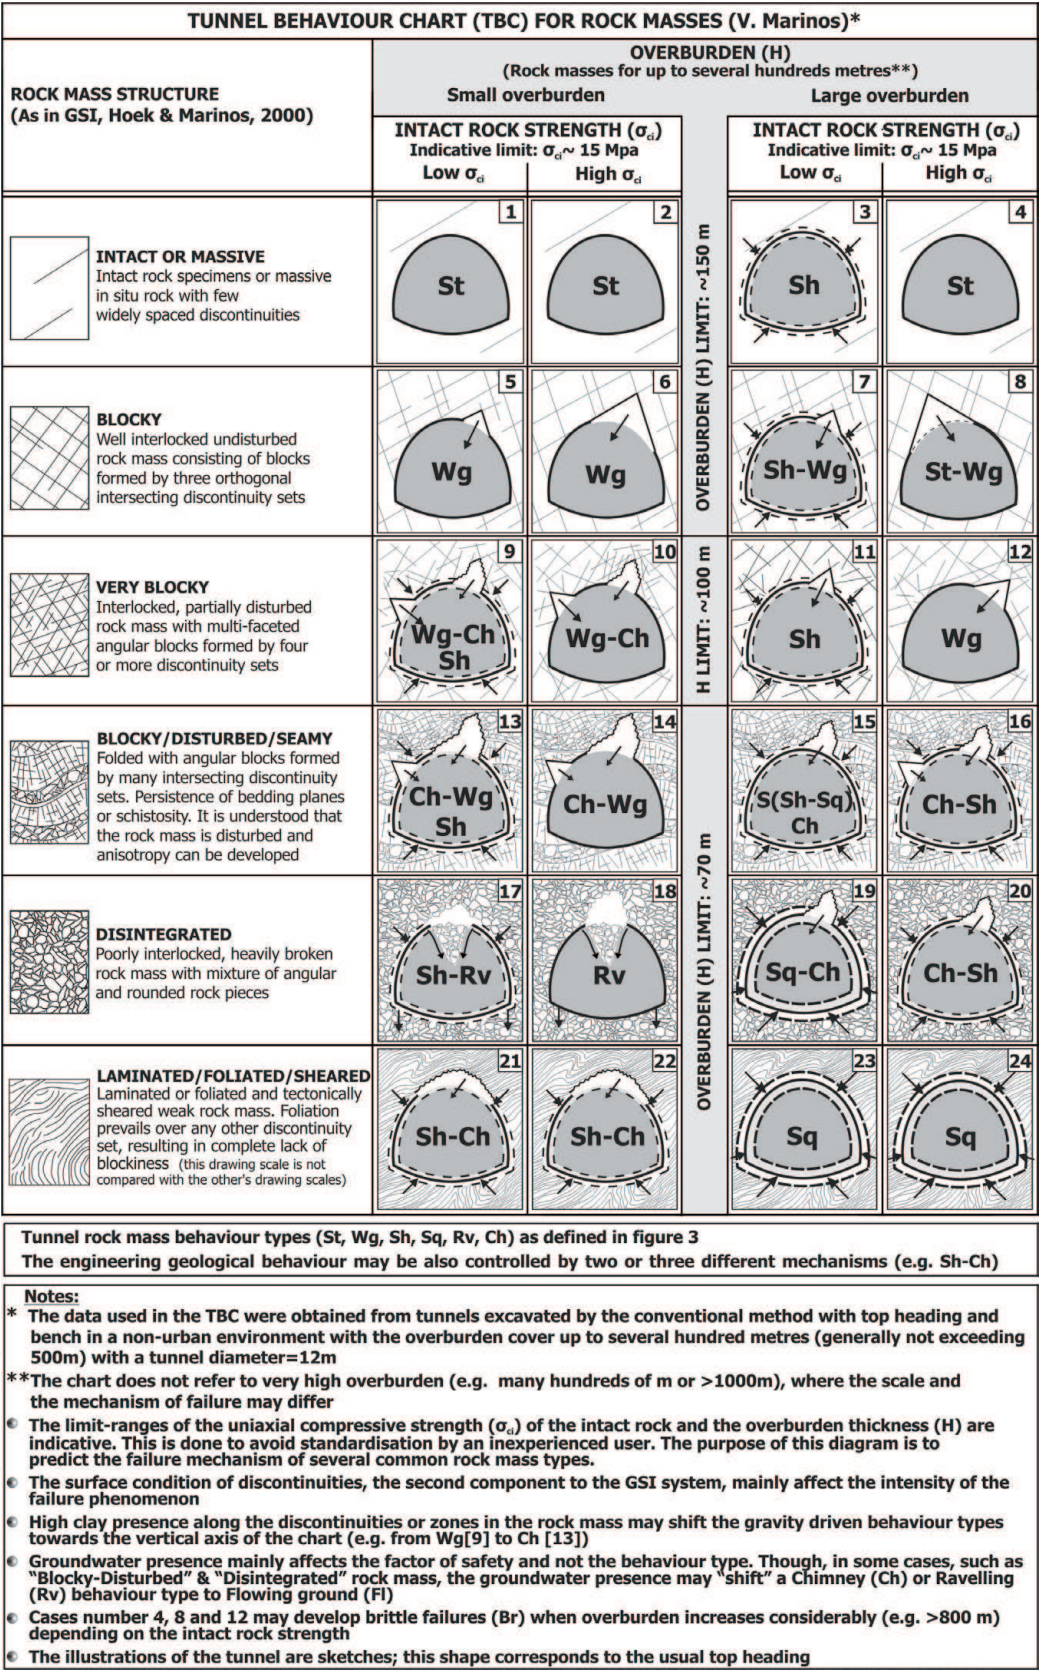 TUNNEL BEHAVIOUR CHART (TBC) FOR ROCK MASSES (V. Marinos)*
ROCK MASS STRUCTURE
(As in GSI, Hoek & Marinos, 2000)
OVERBURDEN (H)
(Rock masses for up to several hundreds metres**)
Small overburden
Large overburden
INTACT ROCK STRENGTH (σci)
Indicative limit: σci~ 15 Mpa
Low σci
High σci
INTACT ROCK STRENGTH (σci)
Indicative limit: σci~ 15 Mpa
Low σci
High σci
OVERBURDEN (H) LIMIT: ~150 m
INTACT OR MASSIVE
Intact rock specimens or massive
in situ rock with few
widely spaced discontinuities
1
St
2
St
3
Sh
4
St
BLOCKY
Well interlocked undisturbed
rock mass consisting of blocks
formed by three orthogonal
intersecting discontinuity sets
5
Wg
6
Wg
7
Sh-Wg
8
St-Wg
H LIMIT: ~100 m
VERY BLOCKY
Interlocked, partially disturbed
rock mass with multi-faceted
angular blocks formed by four
or more discontinuity sets
9
Wg-Ch
Sh
10
Wg-Ch
11
Sh
12
Wg
OVERBURDEN (H) LIMIT: ~70 m
BLOCKY/DISTURBED/SEAMY
Folded with angular blocks formed
by many intersecting discontinuity
sets. Persistence of bedding planes
or schistosity. It is understood that
the rock mass is disturbed and
anisotropy can be developed
13
Ch-Wg
Sh
14
Ch-Wg
15
S(Sh-Sq)
Ch
16
Ch-Sh
DISINTEGRATED
Poorly interlocked, heavily broken
rock mass with mixture of angular
and rounded rock pieces
17
Sh-Rv
18
Rv
19
Sq-Ch
20
Ch-Sh
LAMINATED/FOLIATED/SHEARED
Laminated or foliated and tectonically
sheared weak rock mass. Foliation
prevails over any other discontinuity
set, resulting in complete lack of
blockiness (this drawing scale is not
compared with the other's drawing scales)
21
Sh-Ch
22
Sh-Ch
23
Sq
24
Sq
Tunnel rock mass behaviour types (St, Wg, Sh, Sq, Rv, Ch) as defined in figure 3
The engineering geological behaviour may be also controlled by two or three different mechanisms (e.g. Sh-Ch)
Notes:
* The data used in the TBC were obtained from tunnels excavated by the conventional method with top heading and
bench in a non-urban environment with the overburden cover up to several hundred metres (generally not exceeding
500m) with a tunnel diameter=12m
**The chart does not refer to very high overburden (e.g. many hundreds of m or >1000m), where the scale and
the mechanism of failure may differ
The limit-ranges of the uniaxial compressive strength (σci) of the intact rock and the overburden thickness (H) are
indicative. This is done to avoid standardisation by an inexperienced user. The purpose of this diagram is to
predict the failure mechanism of several common rock mass types.
The surface condition of discontinuities, the second component to the GSI system, mainly affect the intensity of the
failure phenomenon
High clay presence along the discontinuities or zones in the rock mass may shift the gravity driven behaviour types
towards the vertical axis of the chart (e.g. from Wg[9] to Ch [13])
Groundwater presence mainly affects the factor of safety and not the behaviour type. Though, in some cases, such as
"Blocky-Disturbed" & "Disintegrated" rock mass, the groundwater presence may "shift" a Chimney (Ch) or Ravelling
(Rv) behaviour type to Flowing ground (Fl)
Cases number 4, 8 and 12 may develop brittle failures (Br) when overburden increases considerably (e.g. >800 m)
depending on the intact rock strength
The illustrations of the tunnel are sketches; this shape corresponds to the usual top heading